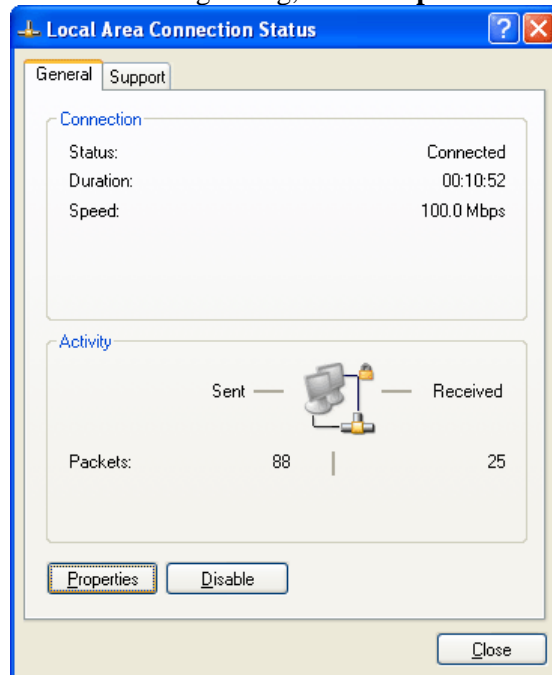 Local Area Connection Status
General Support
Connection
Status: Connected
Duration: 00:10:52
Speed: 100.0 Mbps
Activity
Sent Received
Packets: 88 25
Properties Disable
Close